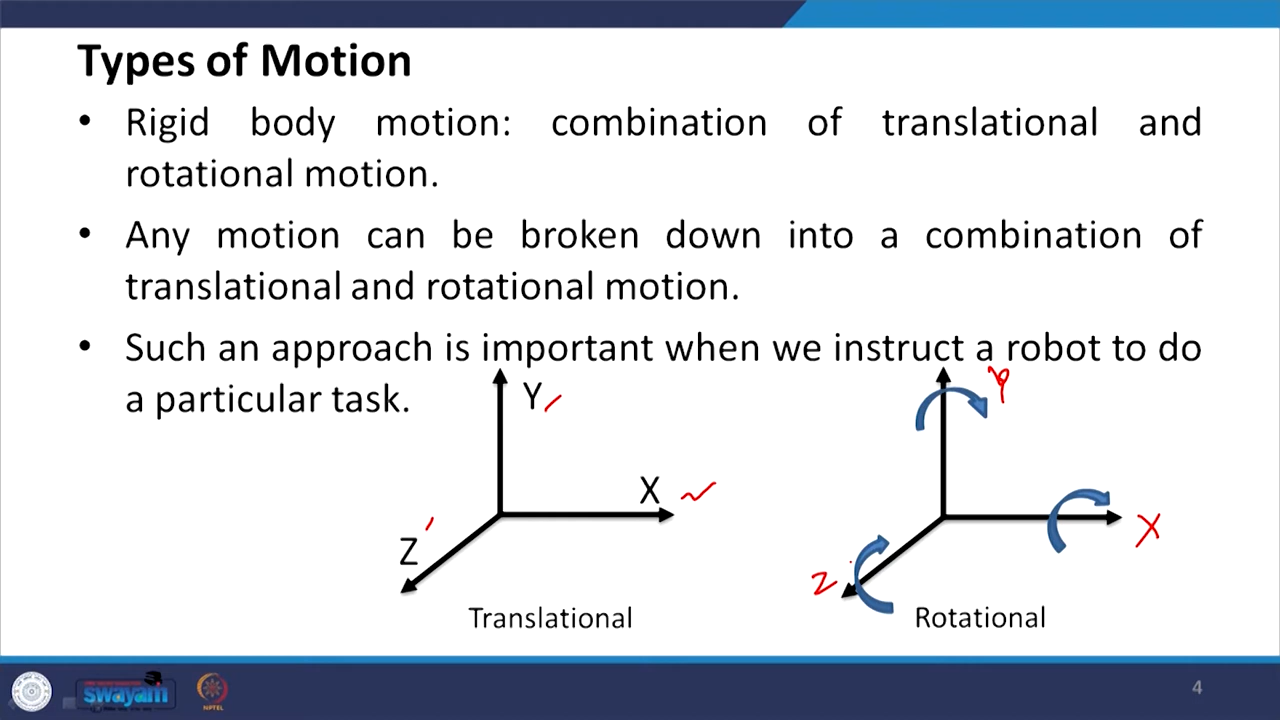 Types of Motion
• Rigid body motion: combination of translational and
rotational motion.
• Any motion can be broken down into a combination of
translational and rotational motion.
• Such an approach is important when we instruct a robot to do
a particular task.
Y
X
Z
Translational
Y
X
Z
Rotational
swayam
NPTEL
4